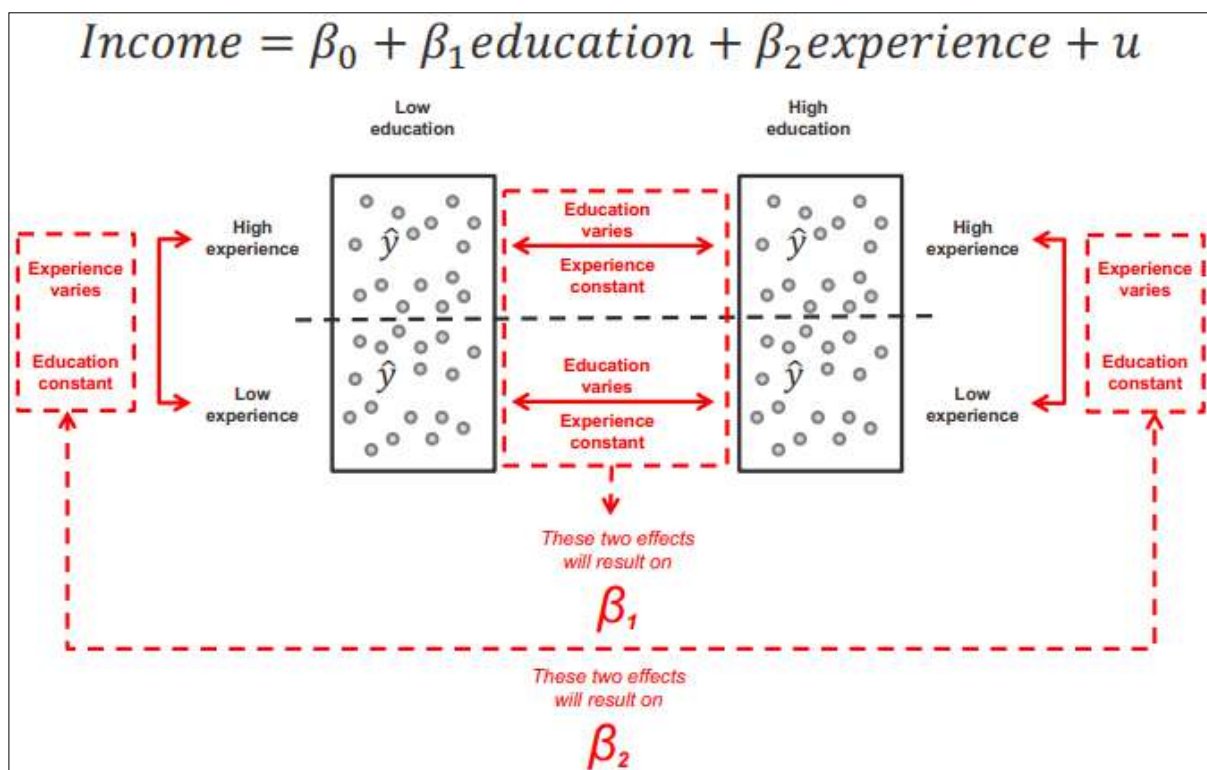 Income = β₀ + β₁education + β₂experience + u
Low
education
High
education
High
experience
Low
experience
Experience
varies
Education
constant
ŷ
ŷ
Education
varies
Experience
constant
Education
varies
Experience
constant
ŷ
ŷ
High
experience
Low
experience
Experience
varies
Education
constant
These two effects
will result on
β₁
These two effects
will result on
β₂